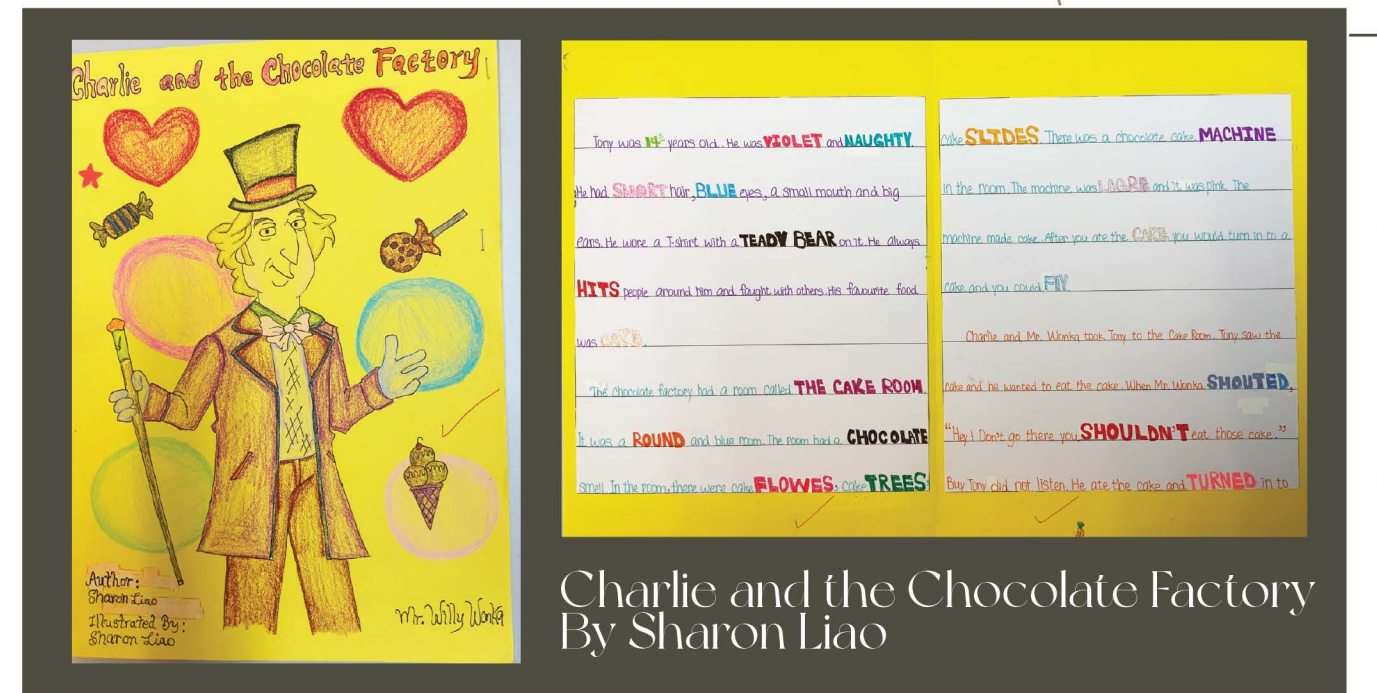 Charlie and the Chocolate Factory
Author:
Sharon Liao
Illustrated By:
Sharon Liao
Mr. Willy Wonka
Tony was 14 years old. He was VIOLET and NAUGHTY.
He had SHORT hair, BLUE eyes, a small mouth and big
ears. He wore a T-shirt with a TEADY BEAR on it. He always
HITS people around him and fought with others. His favourite food
was CAKE.
The chocolate factory had a room called THE CAKE ROOM.
It was a ROUND and blue room. The room had a CHOCOLATE
smell. In the room, there were cake FLOWES, cake TREES,
cake SLIDES. There was a chocolate cake MACHINE
in the room. The machine was LAGRE and it was pink. The
machine made cake. After you ate the CAKE you would turn in to a
cake and you could FLY.
Charlie and Mr. Wonka took Tony to the Cake Room. Tony saw the
cake and he wanted to eat the cake. When Mr. Wonka SHOUTED,
"Hey! Don't go there you SHOULDN'T eat those cake."
Buy Tony did not listen. He ate the cake and TURNED in to
Charlie and the Chocolate Factory
By Sharon Liao